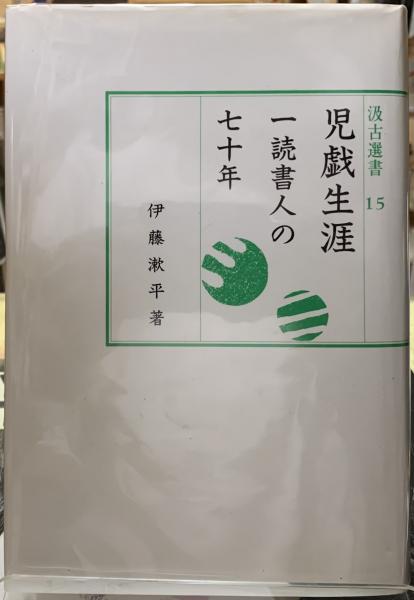 汲古選書 15
児戯生涯
一読書人の
七十年
伊藤漱平著